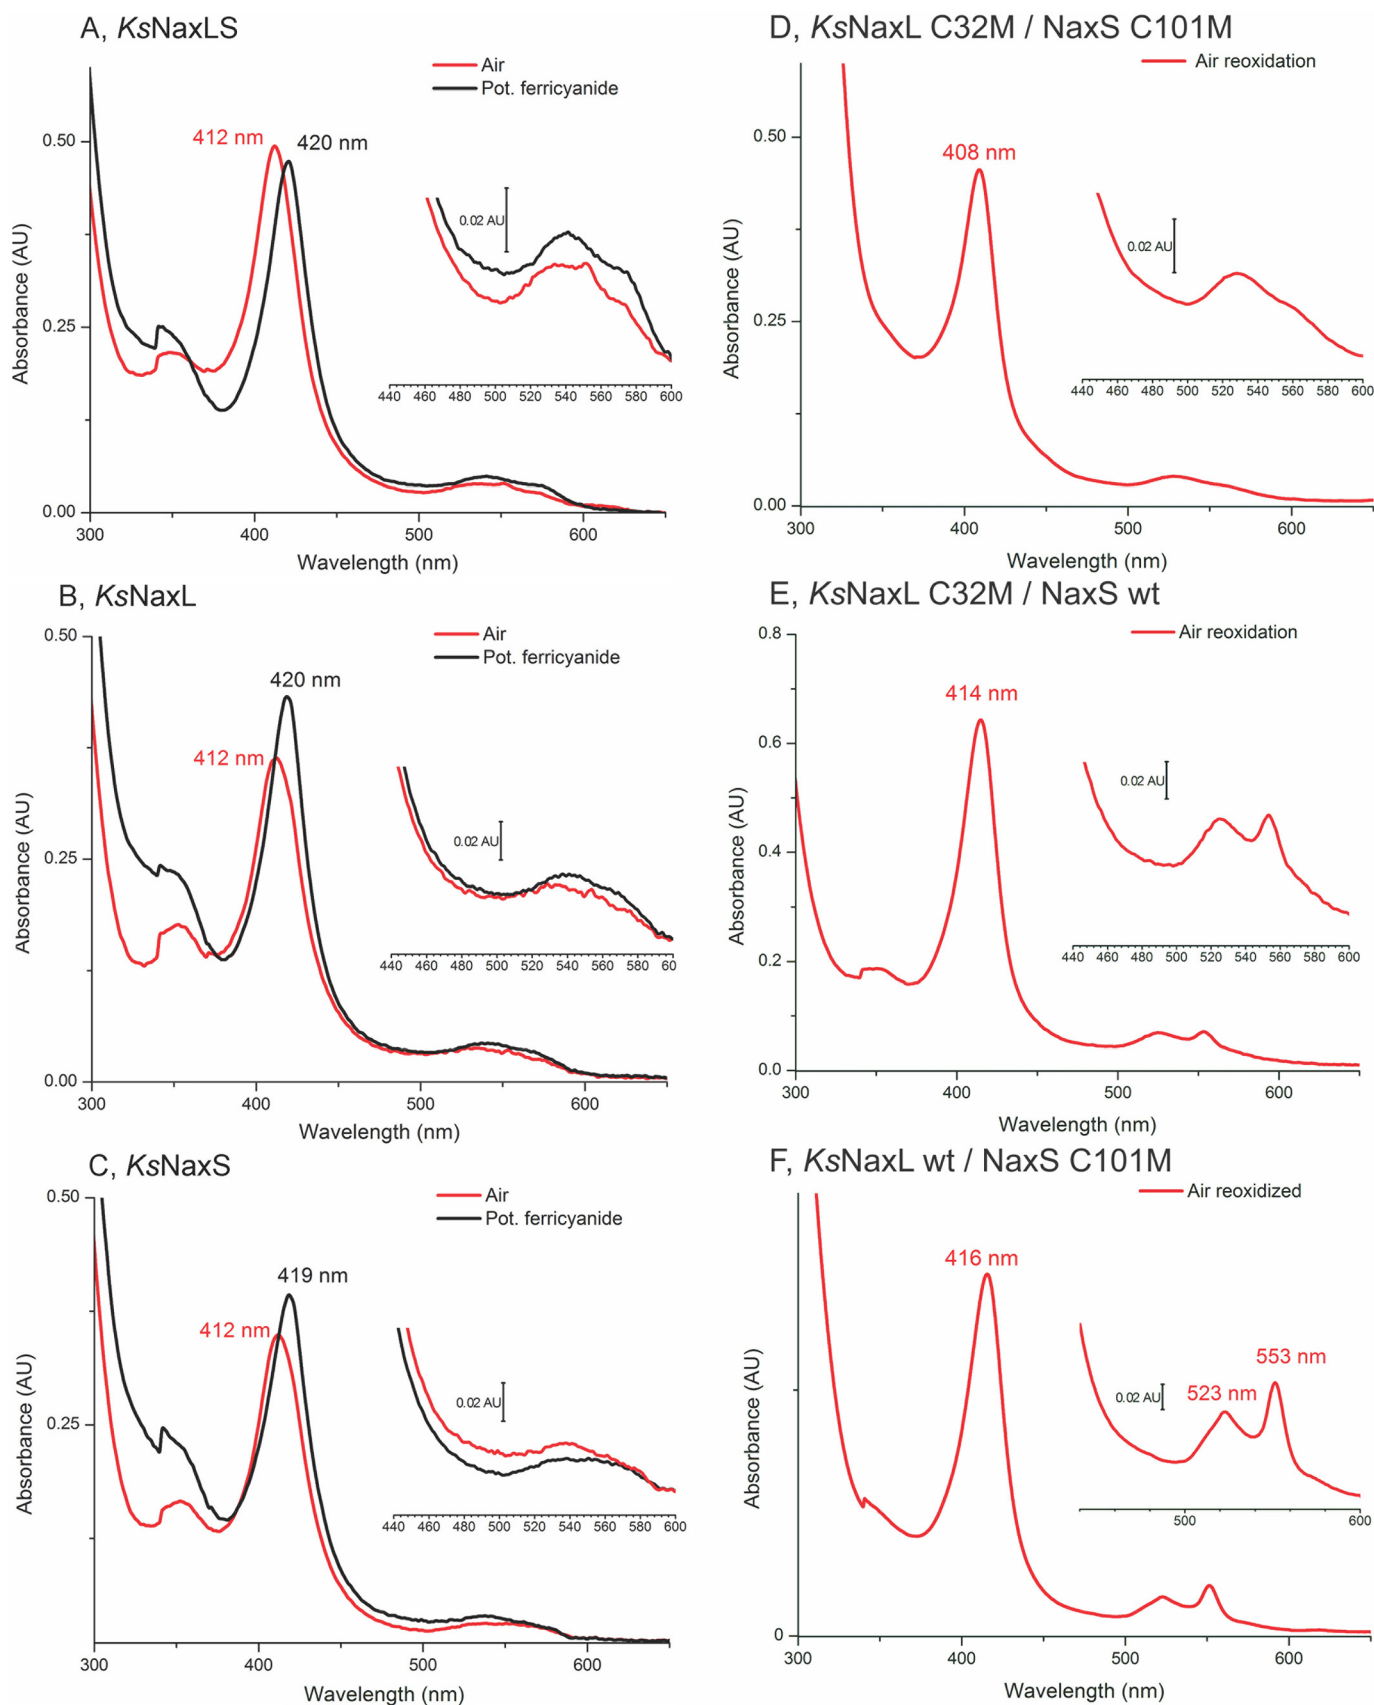 A, KsNaxLS
Air
Pot. ferricyanide
412 nm
420 nm
0.50
0.25
0.00
Absorbance (AU)
0.02 AU
440 460 480 500 520 540 560 580 600
300 400 500 600
Wavelength (nm)
B, KsNaxL
Air
Pot. ferricyanide
420 nm
412 nm
0.50
0.25
0.00
Absorbance (AU)
0.02 AU
440 460 480 500 520 540 560 580 60
300 400 500 600
Wavelength (nm)
C, KsNaxS
Air
Pot. ferricyanide
419 nm
412 nm
0.50
0.25
Absorbance (AU)
0.02 AU
440 460 480 500 520 540 560 580 600
300 400 500 600
Wavelength (nm)
D, KsNaxL C32M / NaxS C101M
Air reoxidation
408 nm
0.50
0.25
0.00
Absorbance (AU)
0.02 AU
440 460 480 500 520 540 560 580 600
300 400 500 600
Wavelength (nm)
E, KsNaxL C32M / NaxS wt
Air reoxidation
414 nm
0.8
0.6
0.4
0.2
0.0
Absorbance (AU)
0.02 AU
440 460 480 500 520 540 560 580 600
300 400 500 600
Wavelength (nm)
F, KsNaxL wt / NaxS C101M
Air reoxidized
416 nm
553 nm
523 nm
0.02 AU
500 600
Absorbance (AU)
0
300 400 500 600
Wavelength (nm)